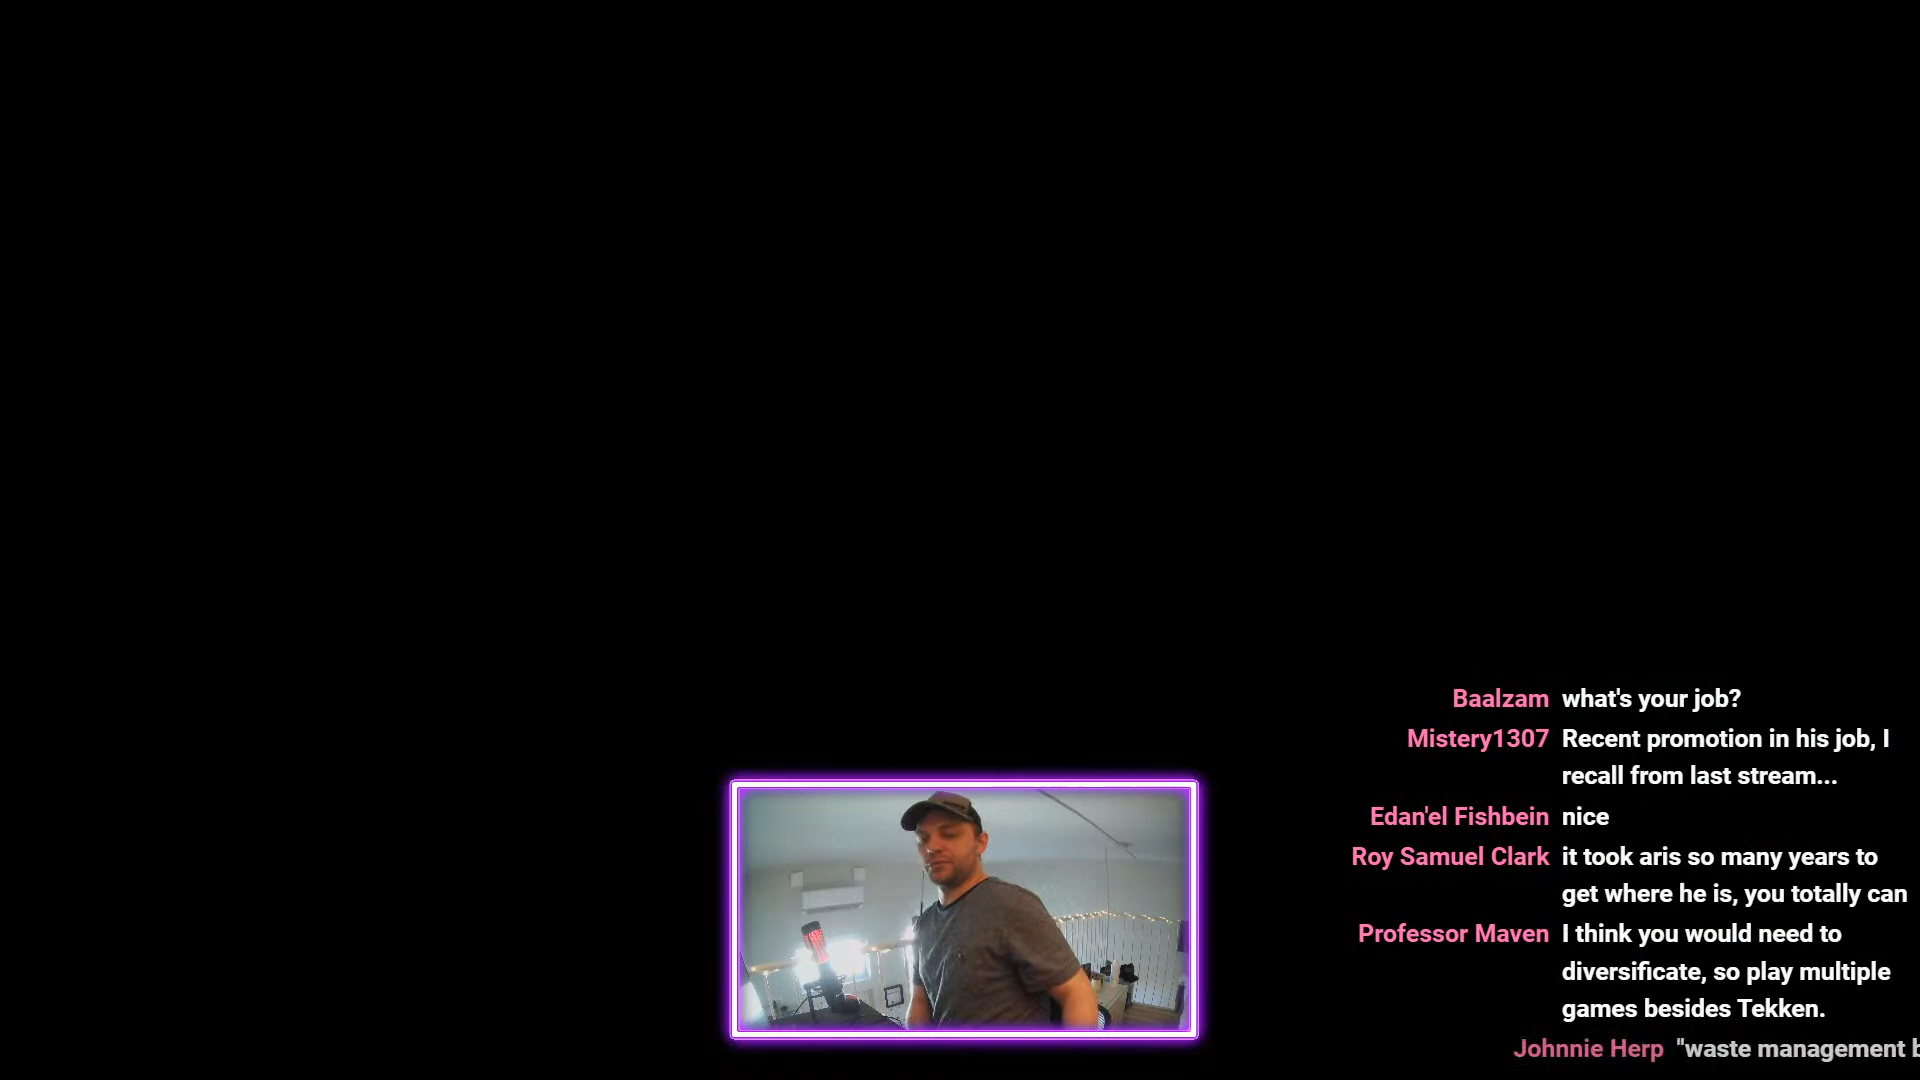 Baalzam what's your job?
Mistery1307 Recent promotion in his job, I
recall from last stream...
Edan'el Fishbein nice
Roy Samuel Clark it took aris so many years to
get where he is, you totally can
Professor Maven I think you would need to
diversificate, so play multiple
games besides Tekken.
Johnnie Herp "waste management